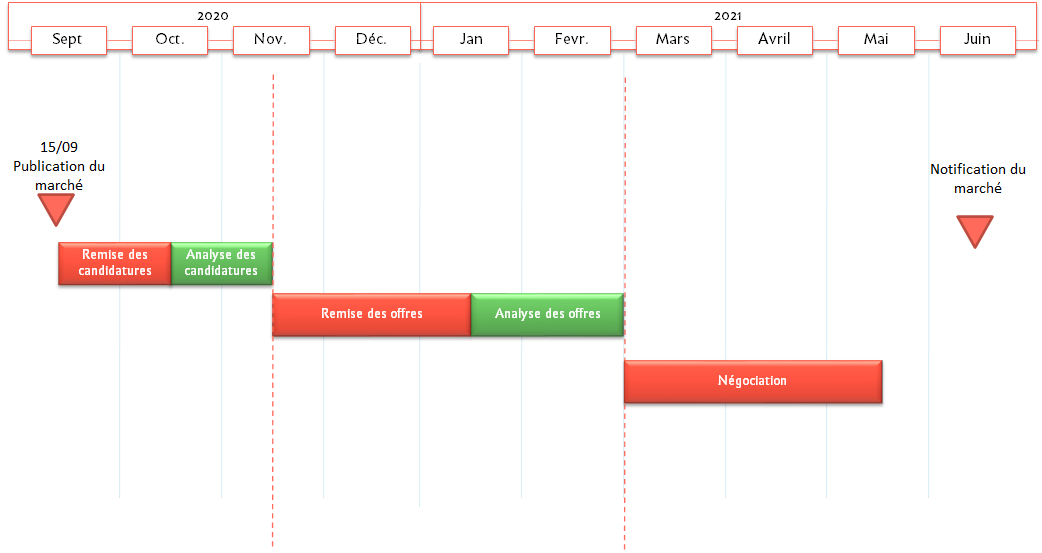 2020
2021
Sept
Oct.
Nov.
Déc.
Jan
Fevr.
Mars
Avril
Mai
Juin
15/09
Publication du
marché
Notification du
marché
Remise des
candidatures
Analyse des
candidatures
Remise des offres
Analyse des offres
Négociation